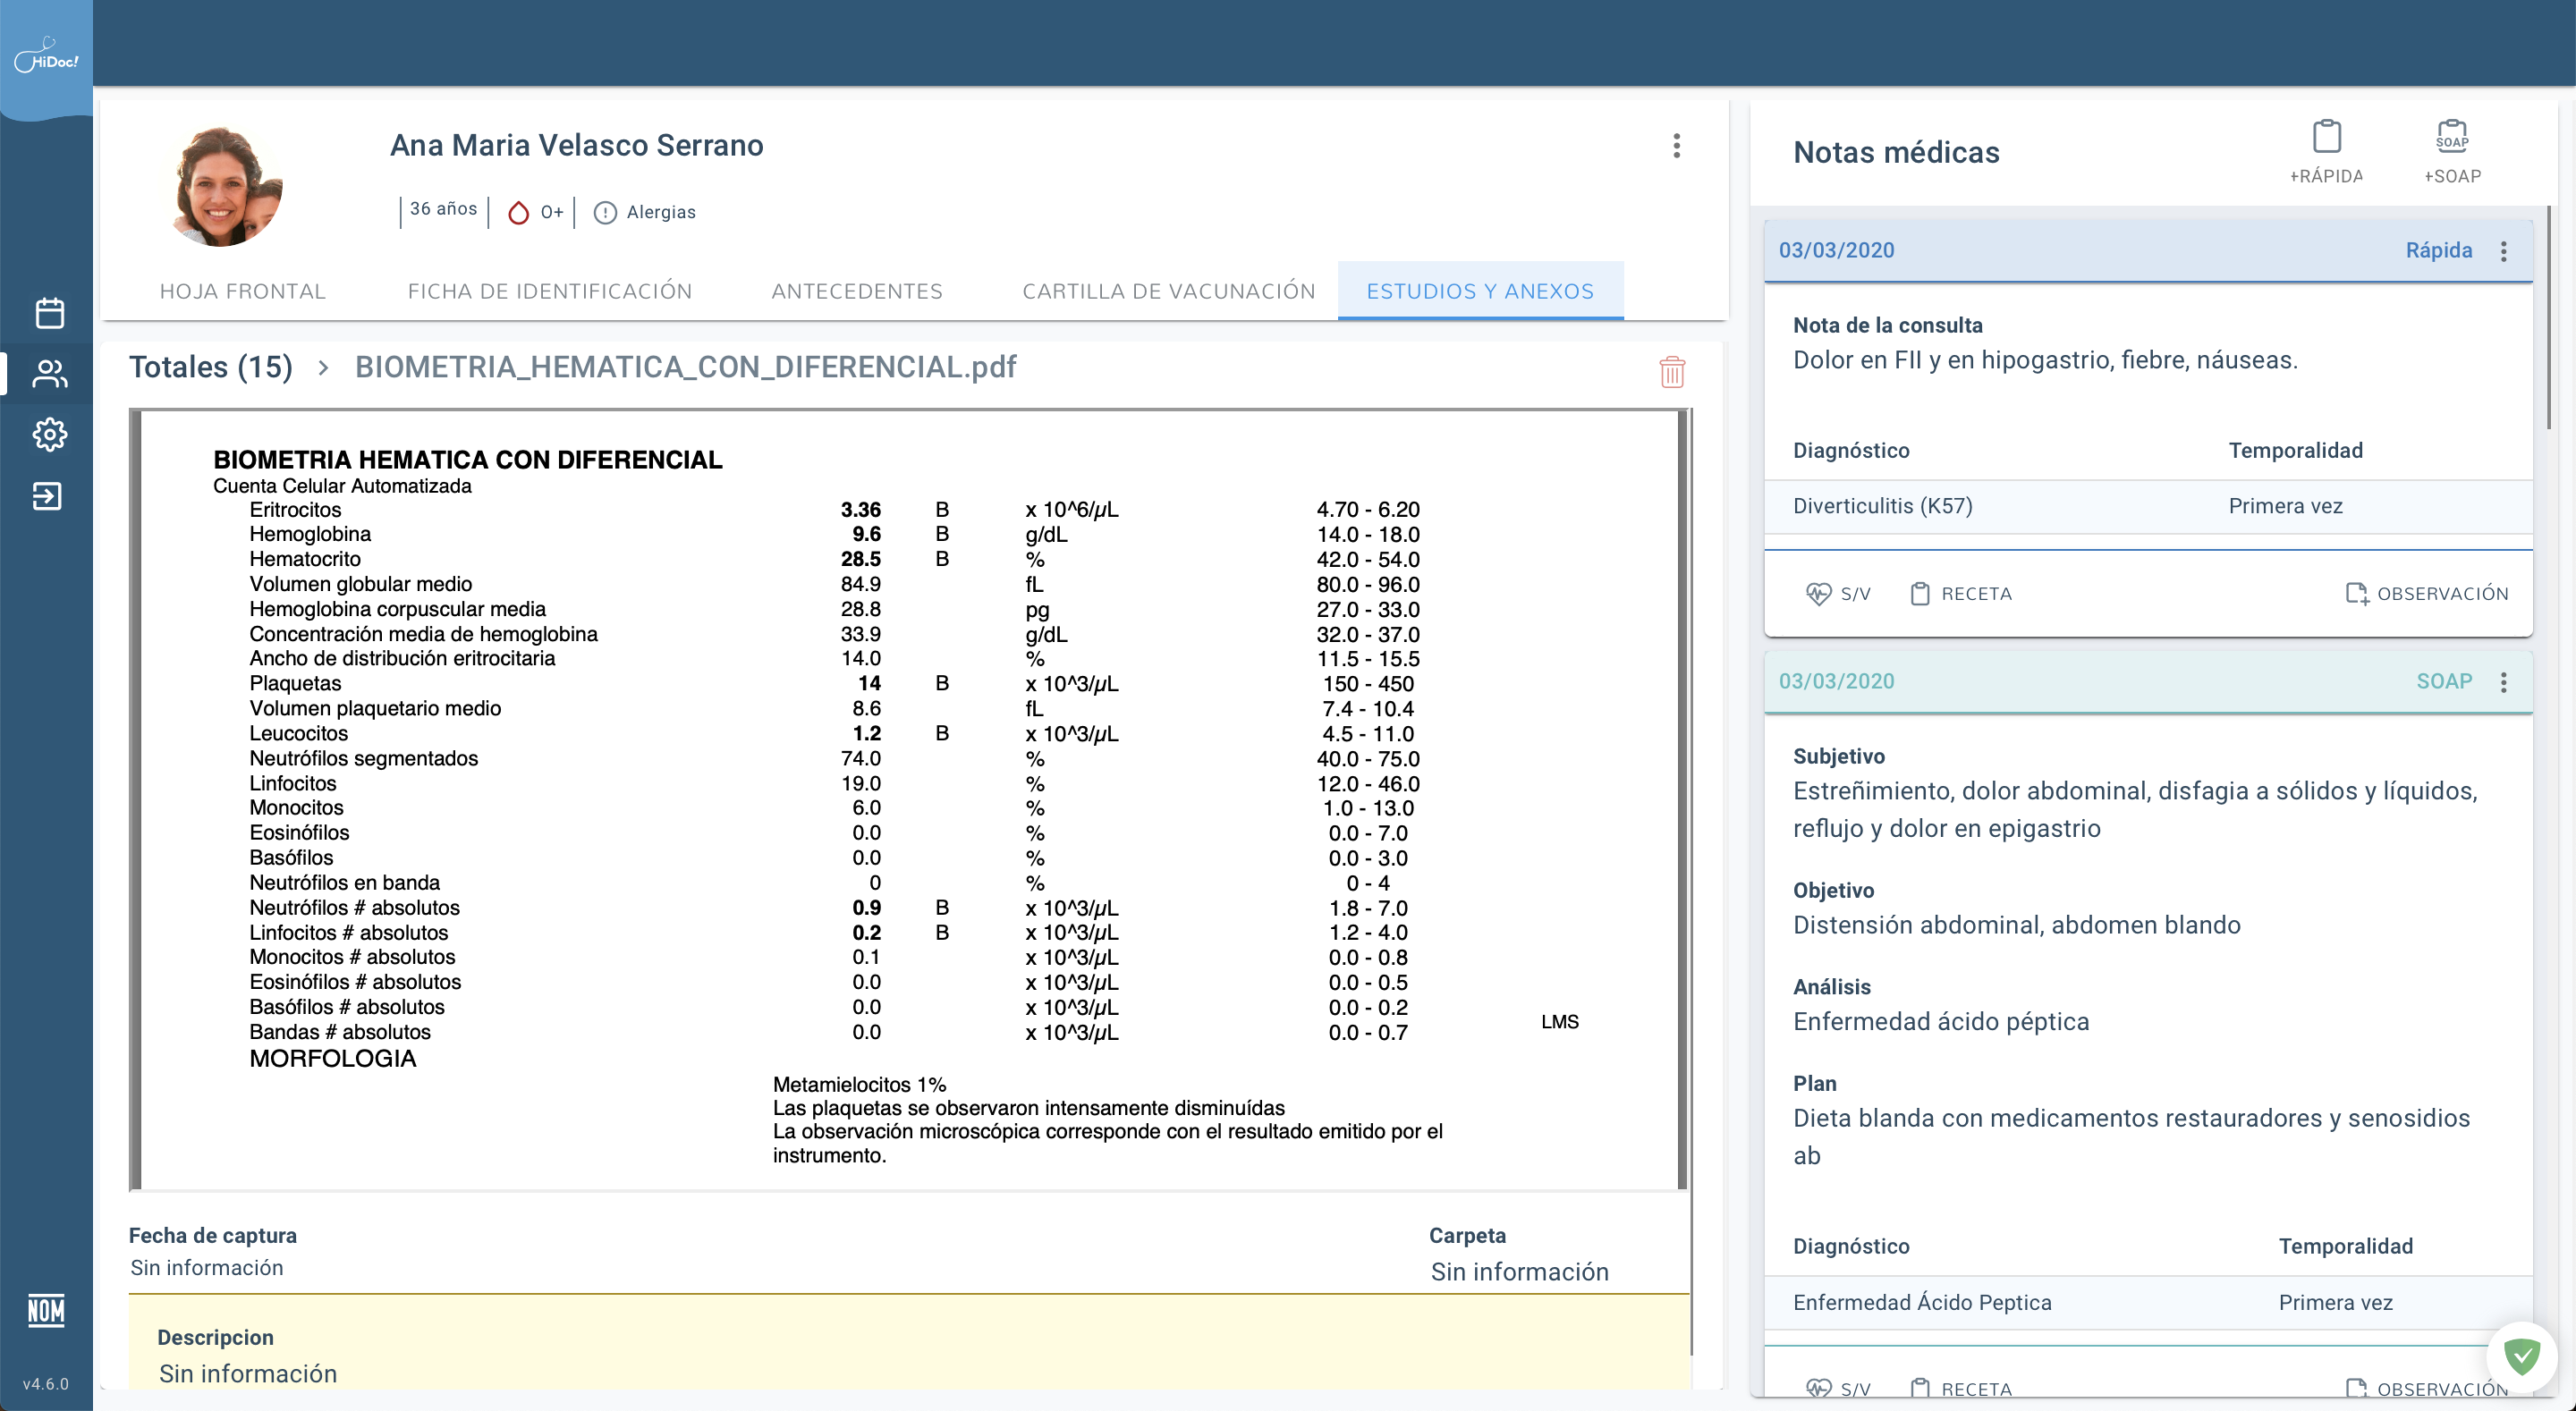 HiDoc!
Ana Maria Velasco Serrano
36 años
O+
Alergias
HOJA FRONTAL
FICHA DE IDENTIFICACIÓN
ANTECEDENTES
CARTILLA DE VACUNACIÓN
ESTUDIOS Y ANEXOS
Totales (15) > BIOMETRIA_HEMATICA_CON_DIFERENCIAL.pdf
BIOMETRIA HEMATICA CON DIFERENCIAL
Cuenta Celular Automatizada
Eritrocitos 3.36 B x 10^6/µL 4.70 - 6.20
Hemoglobina 9.6 B g/dL 14.0 - 18.0
Hematocrito 28.5 B % 42.0 - 54.0
Volumen globular medio 84.9 fL 80.0 - 96.0
Hemoglobina corpuscular media 28.8 pg 27.0 - 33.0
Concentración media de hemoglobina 33.9 g/dL 32.0 - 37.0
Ancho de distribución eritrocitaria 14.0 % 11.5 - 15.5
Plaquetas 14 B x 10^3/µL 150 - 450
Volumen plaquetario medio 8.6 fL 7.4 - 10.4
Leucocitos 1.2 B x 10^3/µL 4.5 - 11.0
Neutrófilos segmentados 74.0 % 40.0 - 75.0
Linfocitos 19.0 % 12.0 - 46.0
Monocitos 6.0 % 1.0 - 13.0
Eosinófilos 0.0 % 0.0 - 7.0
Basófilos 0.0 % 0.0 - 3.0
Neutrófilos en banda 0 % 0 - 4
Neutrófilos # absolutos 0.9 B x 10^3/µL 1.8 - 7.0
Linfocitos # absolutos 0.2 B x 10^3/µL 1.2 - 4.0
Monocitos # absolutos 0.1 x 10^3/µL 0.0 - 0.8
Eosinófilos # absolutos 0.0 x 10^3/µL 0.0 - 0.5
Basófilos # absolutos 0.0 x 10^3/µL 0.0 - 0.2
Bandas # absolutos 0.0 x 10^3/µL 0.0 - 0.7 LMS
MORFOLOGIA
Metamielocitos 1%
Las plaquetas se observaron intensamente disminuídas
La observación microscópica corresponde con el resultado emitido por el
instrumento.
Fecha de captura
Sin información
Carpeta
Sin información
Descripcion
Sin información
NOM
v4.6.0
Notas médicas
+RÁPIDA
SOAP
+SOAP
03/03/2020 Rápida
Nota de la consulta
Dolor en FII y en hipogastrio, fiebre, náuseas.
Diagnóstico Temporalidad
Diverticulitis (K57) Primera vez
S/V RECETA OBSERVACIÓN
03/03/2020 SOAP
Subjetivo
Estreñimiento, dolor abdominal, disfagia a sólidos y líquidos,
reflujo y dolor en epigastrio
Objetivo
Distensión abdominal, abdomen blando
Análisis
Enfermedad ácido péptica
Plan
Dieta blanda con medicamentos restauradores y senosidios
ab
Diagnóstico Temporalidad
Enfermedad Ácido Peptica Primera vez
S/V RECETA OBSERVACIÓN